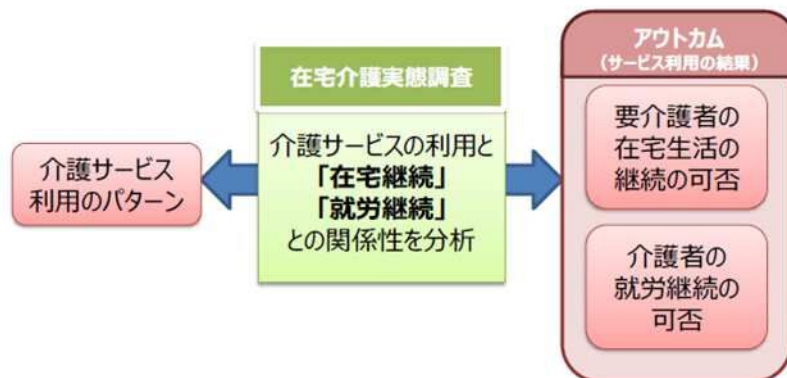 介護サービス
利用のパターン
在宅介護実態調査
介護サービスの利用と
「在宅継続」
「就労継続」
との関係性を分析
アウトカム
(サービス利用の結果)
要介護者の
在宅生活の
継続の可否
介護者の
就労継続の
可否